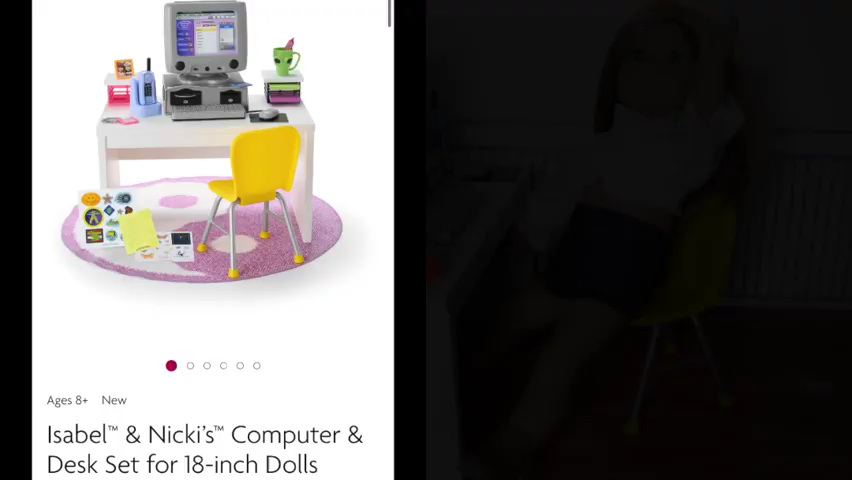 Ages 8+ New
Isabel™ & Nicki's™ Computer &
Desk Set for 18-inch Dolls